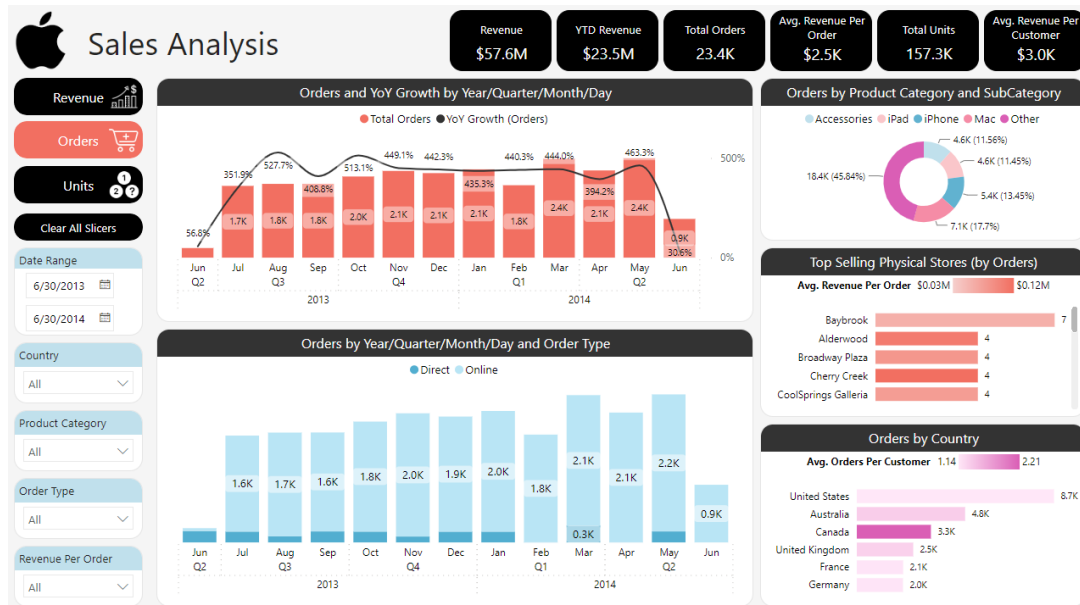 Sales Analysis
Revenue
$57.6M
YTD Revenue
$23.5M
Total Orders
23.4K
Avg. Revenue Per
Order
$2.5K
Total Units
157.3K
Avg. Revenue Per
Customer
$3.0K
Revenue
Orders
Units
1
2
?
Clear All Slicers
Date Range
6/30/2013
6/30/2014
Country
All
Product Category
All
Order Type
All
Revenue Per Order
All
Orders and YoY Growth by Year/Quarter/Month/Day
Total Orders YoY Growth (Orders)
56.8% 351.9% 527.7% 408.8% 513.1% 449.1% 442.3% 435.3% 440.3% 444.0% 394.2% 463.3% 30.6%
500%
0%
1.7K 1.8K 1.8K 2.0K 2.1K 2.1K 2.1K 1.8K 2.4K 2.1K 2.4K 0.9K
Jun Jul Aug Sep Oct Nov Dec Jan Feb Mar Apr May Jun
Q2 Q3 Q4 Q1 Q2
2013 2014
Orders by Year/Quarter/Month/Day and Order Type
Direct Online
1.6K 1.7K 1.6K 1.8K 2.0K 1.9K 2.0K 1.8K 2.1K 2.1K 2.2K 0.9K
0.3K
Jun Jul Aug Sep Oct Nov Dec Jan Feb Mar Apr May Jun
Q2 Q3 Q4 Q1 Q2
2013 2014
Orders by Product Category and SubCategory
Accessories iPad iPhone Mac Other
4.6K (11.56%)
4.6K (11.45%)
18.4K (45.84%)
5.4K (13.45%)
7.1K (17.7%)
Top Selling Physical Stores (by Orders)
Avg. Revenue Per Order $0.03M $0.12M
Baybrook 7
Alderwood 4
Broadway Plaza 4
Cherry Creek 4
CoolSprings Galleria 4
Orders by Country
Avg. Orders Per Customer 1.14 2.21
United States 8.7K
Australia 4.8K
Canada 3.3K
United Kingdom 2.5K
France 2.1K
Germany 2.0K